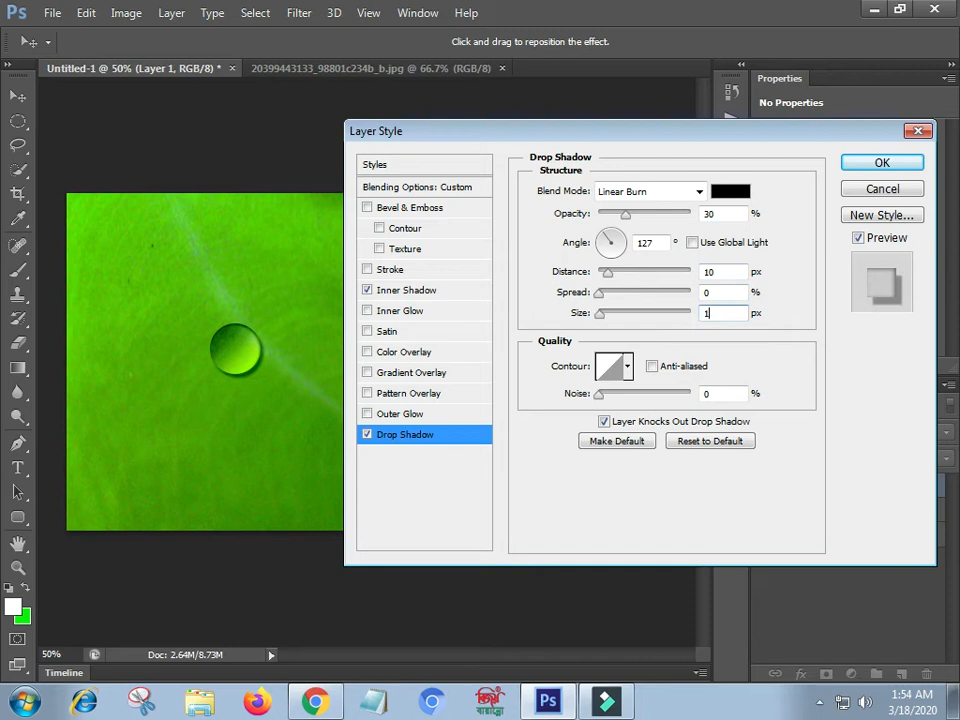 Ps File Edit Image Layer Type Select Filter 3D View Window Help
Click and drag to reposition the effect.
Untitled-1 @ 50% (Layer 1, RGB/8) * × 20399443133_98801c234b_b.jpg @ 66.7% (RGB/8) ×
Properties
No Properties
Layer Style
Styles
Blending Options: Custom
Bevel & Emboss
Contour
Texture
Stroke
Inner Shadow
Inner Glow
Satin
Color Overlay
Gradient Overlay
Pattern Overlay
Outer Glow
Drop Shadow
Drop Shadow
Structure
Blend Mode: Linear Burn
Opacity: 30 %
Angle: 127 ° Use Global Light
Distance: 10 px
Spread: 0 %
Size: 1 px
Quality
Contour: Anti-aliased
Noise: 0 %
Layer Knocks Out Drop Shadow
Make Default Reset to Default
OK
Cancel
New Style...
Preview
50% Doc: 2.64M/8.73M
Timeline
Ps
1:54 AM
3/18/2020